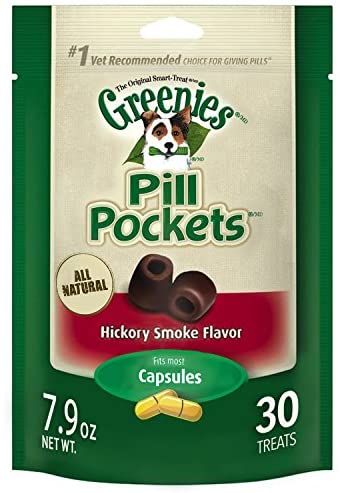 #1 Vet Recommended CHOICE FOR GIVING PILLS*
The Original Smart-Treat
Greenies
Pill
Pockets
ALL
NATURAL
Hickory Smoke Flavor
Fits most
Capsules
7.9 oz
NET WT.
30
TREATS